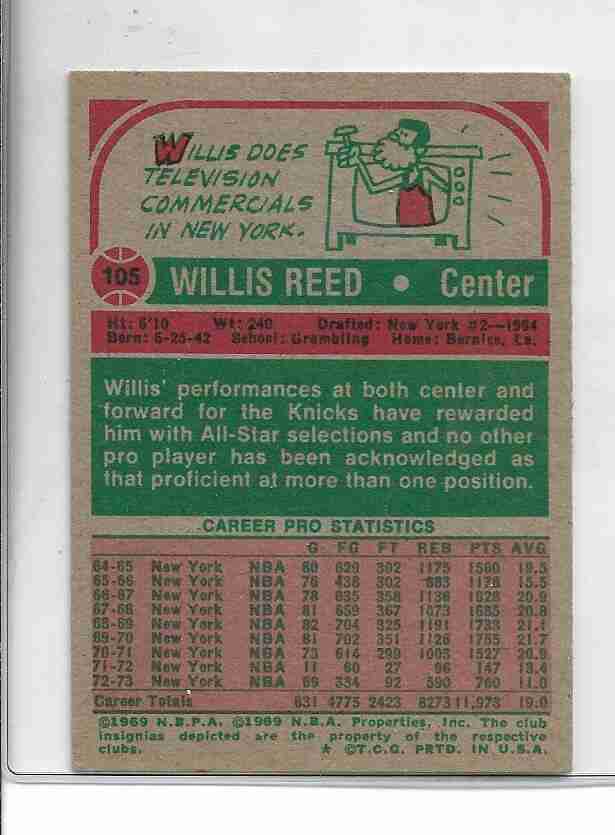 WILLIS DOES
TELEVISION
COMMERCIALS
IN NEW YORK.
105 WILLIS REED • Center
Ht: 6'10 Wt: 240 Drafted: New York #2—1964
Born: 6-25-42 School: Grambling Home: Bernice, La.
Willis' performances at both center and
forward for the Knicks have rewarded
him with All-Star selections and no other
pro player has been acknowledged as
that proficient at more than one position.
CAREER PRO STATISTICS
G FG FT REB PTS AVG
64-65 New York NBA 80 629 302 1175 1560 19.5
65-66 New York NBA 76 438 302 883 1178 15.5
66-67 New York NBA 78 635 358 1136 1628 20.9
67-68 New York NBA 81 659 367 1073 1685 20.8
68-69 New York NBA 82 704 325 1191 1733 21.1
69-70 New York NBA 81 702 351 1126 1755 21.7
70-71 New York NBA 73 614 299 1003 1527 20.9
71-72 New York NBA 11 60 27 96 147 13.4
72-73 New York NBA 69 334 92 590 760 11.0
Career Totals 631 4775 2423 8273 11,973 19.0
©1969 N.B.P.A. ©1969 N.B.A. Properties, Inc. The club
insignias depicted are the property of the respective
clubs. * ©T.C.G. PRTD. IN U.S.A.